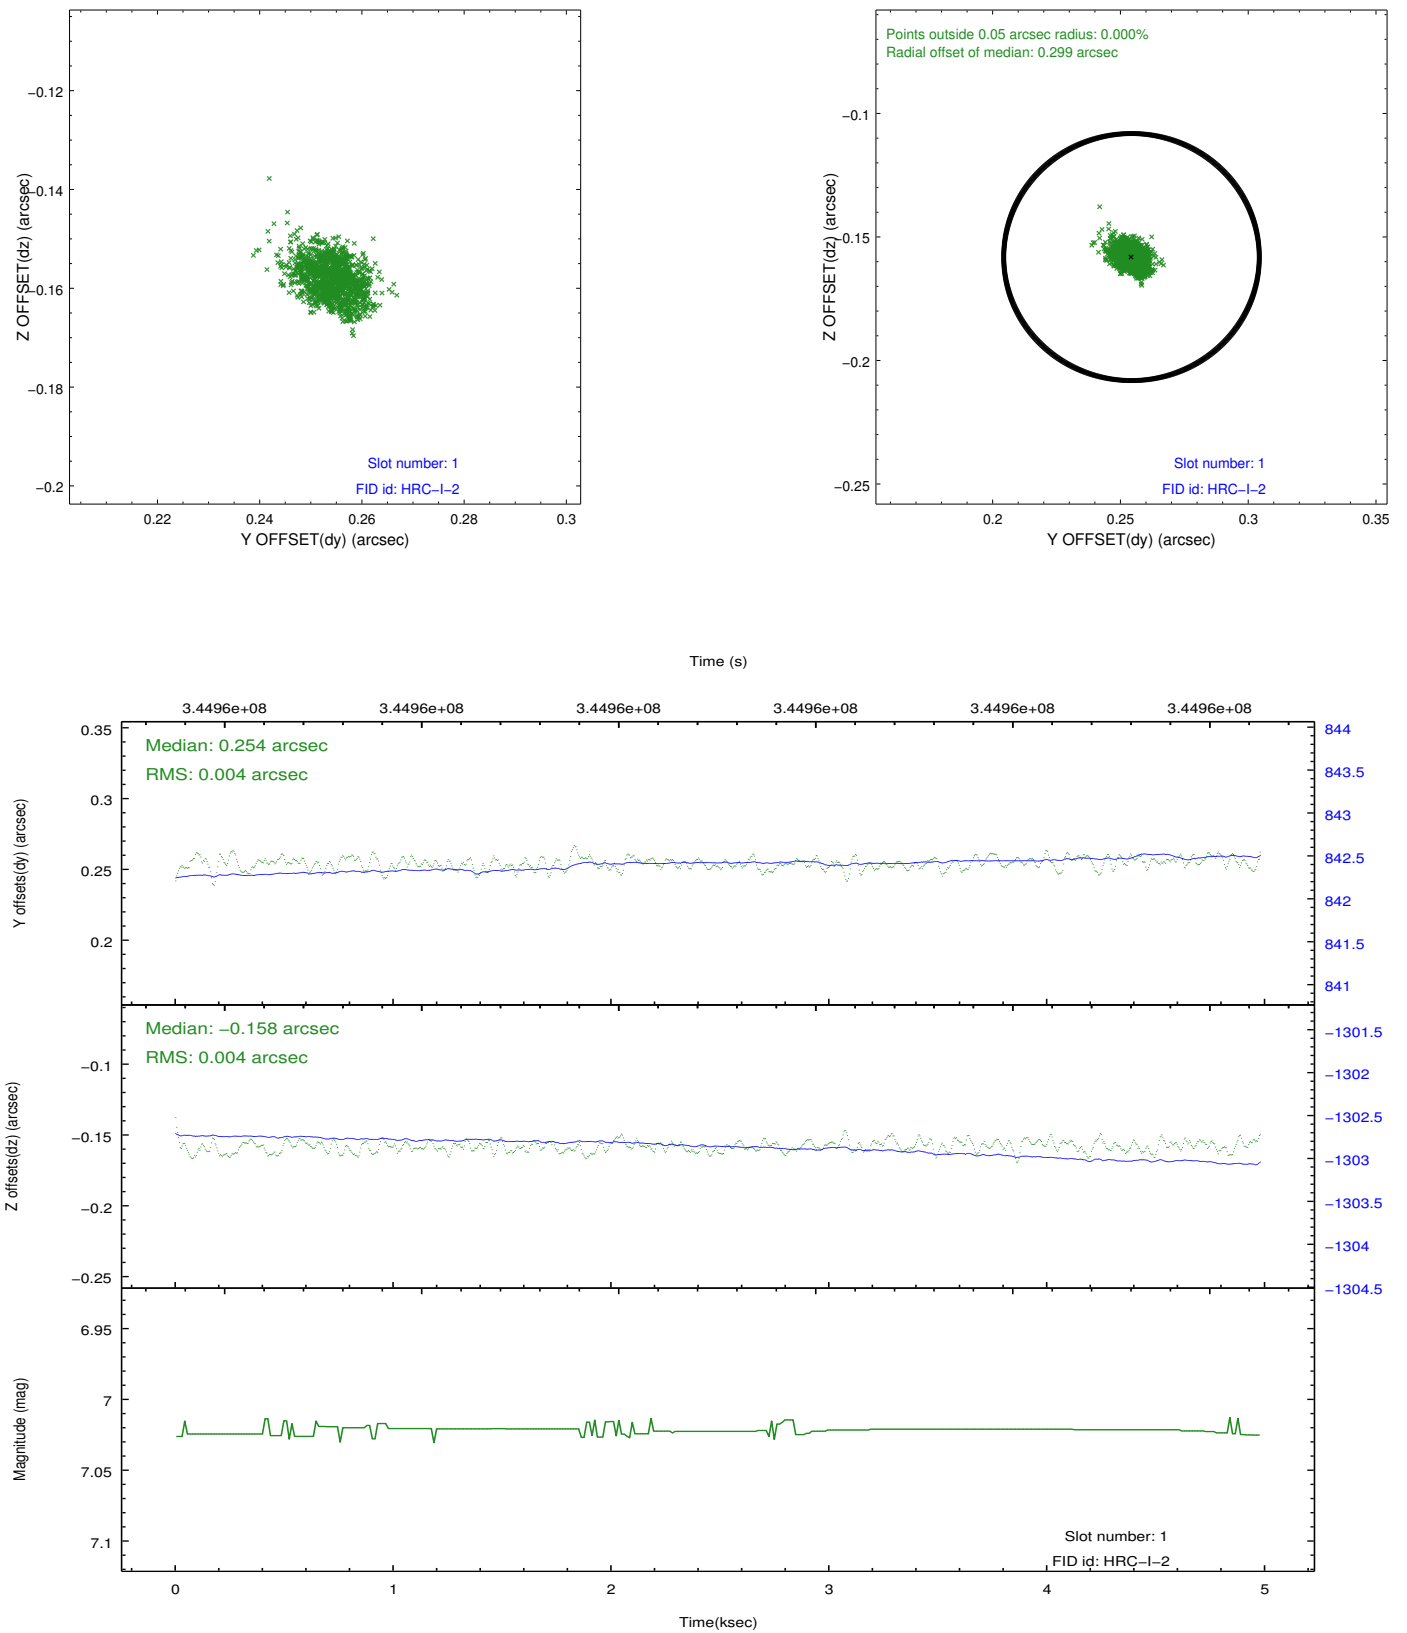 −0.12
−0.14
−0.16
−0.18
−0.2
Z OFFSET(dz) (arcsec)
Slot number: 1
FID id: HRC−I−2
0.22 0.24 0.26 0.28 0.3
Y OFFSET(dy) (arcsec)
Points outside 0.05 arcsec radius: 0.000%
Radial offset of median: 0.299 arcsec
−0.1
−0.15
−0.2
−0.25
Z OFFSET(dz) (arcsec)
Slot number: 1
FID id: HRC−I−2
0.2 0.25 0.3 0.35
Y OFFSET(dy) (arcsec)
Time (s)
3.4496e+08 3.4496e+08 3.4496e+08 3.4496e+08 3.4496e+08 3.4496e+08
Median: 0.254 arcsec
RMS: 0.004 arcsec
0.35
0.3
0.25
0.2
Y offsets(dy) (arcsec)
844
843.5
843
842.5
842
841.5
841
Median: −0.158 arcsec
RMS: 0.004 arcsec
−0.1
−0.15
−0.2
−0.25
Z offsets(dz) (arcsec)
−1301.5
−1302
−1302.5
−1303
−1303.5
−1304
−1304.5
6.95
7
7.05
7.1
Magnitude (mag)
Slot number: 1
FID id: HRC−I−2
0 1 2 3 4 5
Time(ksec)